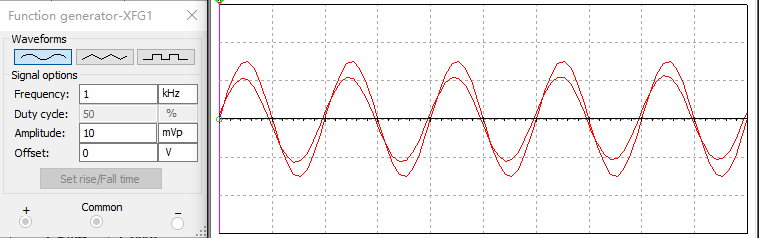 Function generator-XFG1
Waveforms
Signal options
Frequency: 1 kHz
Duty cycle: 50 %
Amplitude: 10 mVp
Offset: 0 V
Set rise/Fall time
Common
+ −